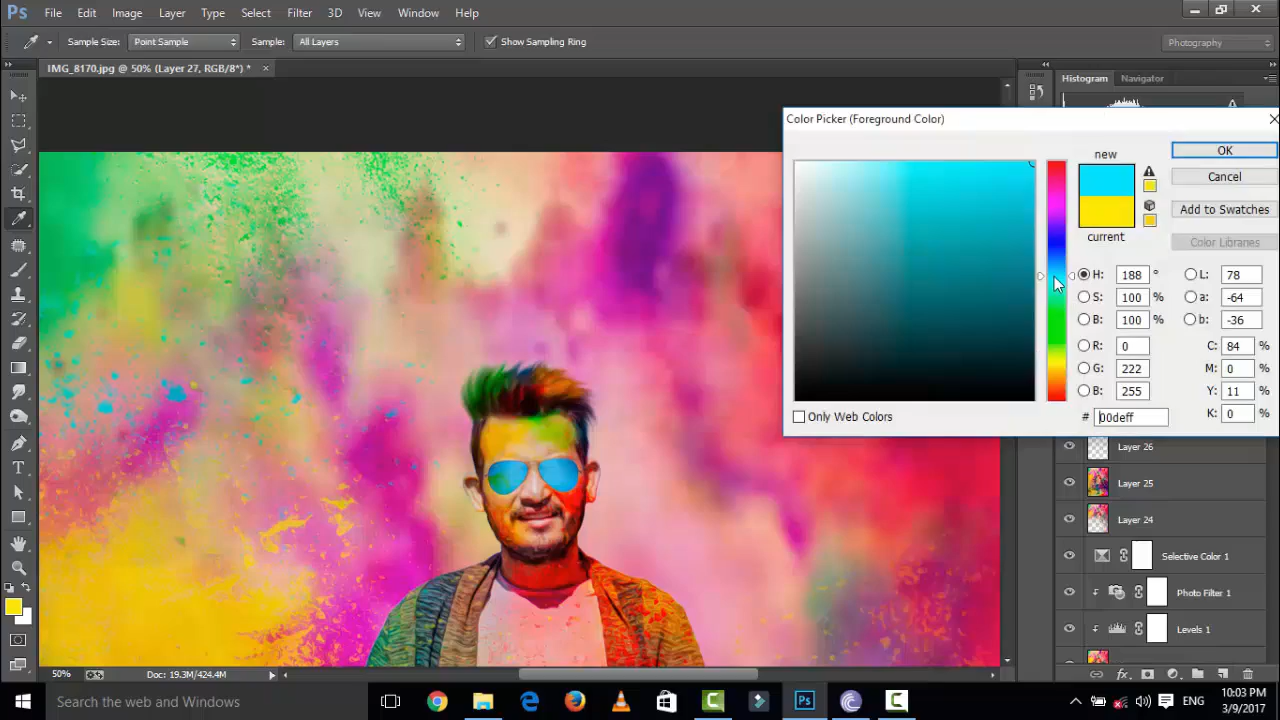 Ps File Edit Image Layer Type Select Filter 3D View Window Help
Sample Size: Point Sample Sample: All Layers Show Sampling Ring Photography
IMG_8170.jpg @ 50% (Layer 27, RGB/8*) * ×
Histogram Navigator
Color Picker (Foreground Color)
new
current
OK
Cancel
Add to Swatches
Color Libraries
H: 188 ° L: 78
S: 100 % a: -64
B: 100 % b: -36
R: 0 C: 84 %
G: 222 M: 0 %
B: 255 Y: 11 %
# 00deff K: 0 %
Only Web Colors
Layer 26
Layer 25
Layer 24
Selective Color 1
Photo Filter 1
Levels 1
50% Doc: 19.3M/424.4M
fx
Search the web and Windows
Ps
ENG
10:03 PM
3/9/2017